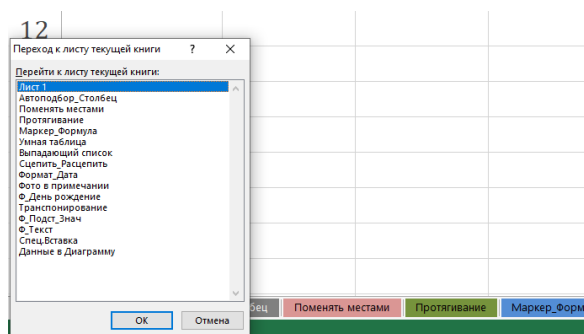 12
Переход к листу текущей книги ? ×
Перейти к листу текущей книги:
Лист 1
Автоподбор_Столбец
Поменять местами
Протягивание
Маркер_Формула
Умная таблица
Выпадающий список
Сцепить_Расцепить
Формат_Дата
Фото в примечании
Ф_День рождение
Транспонирование
Ф_Подст_Знач
Ф_Текст
Спец.Вставка
Данные в Диаграмму
бец Поменять местами Протягивание Маркер_Форм
ОК Отмена